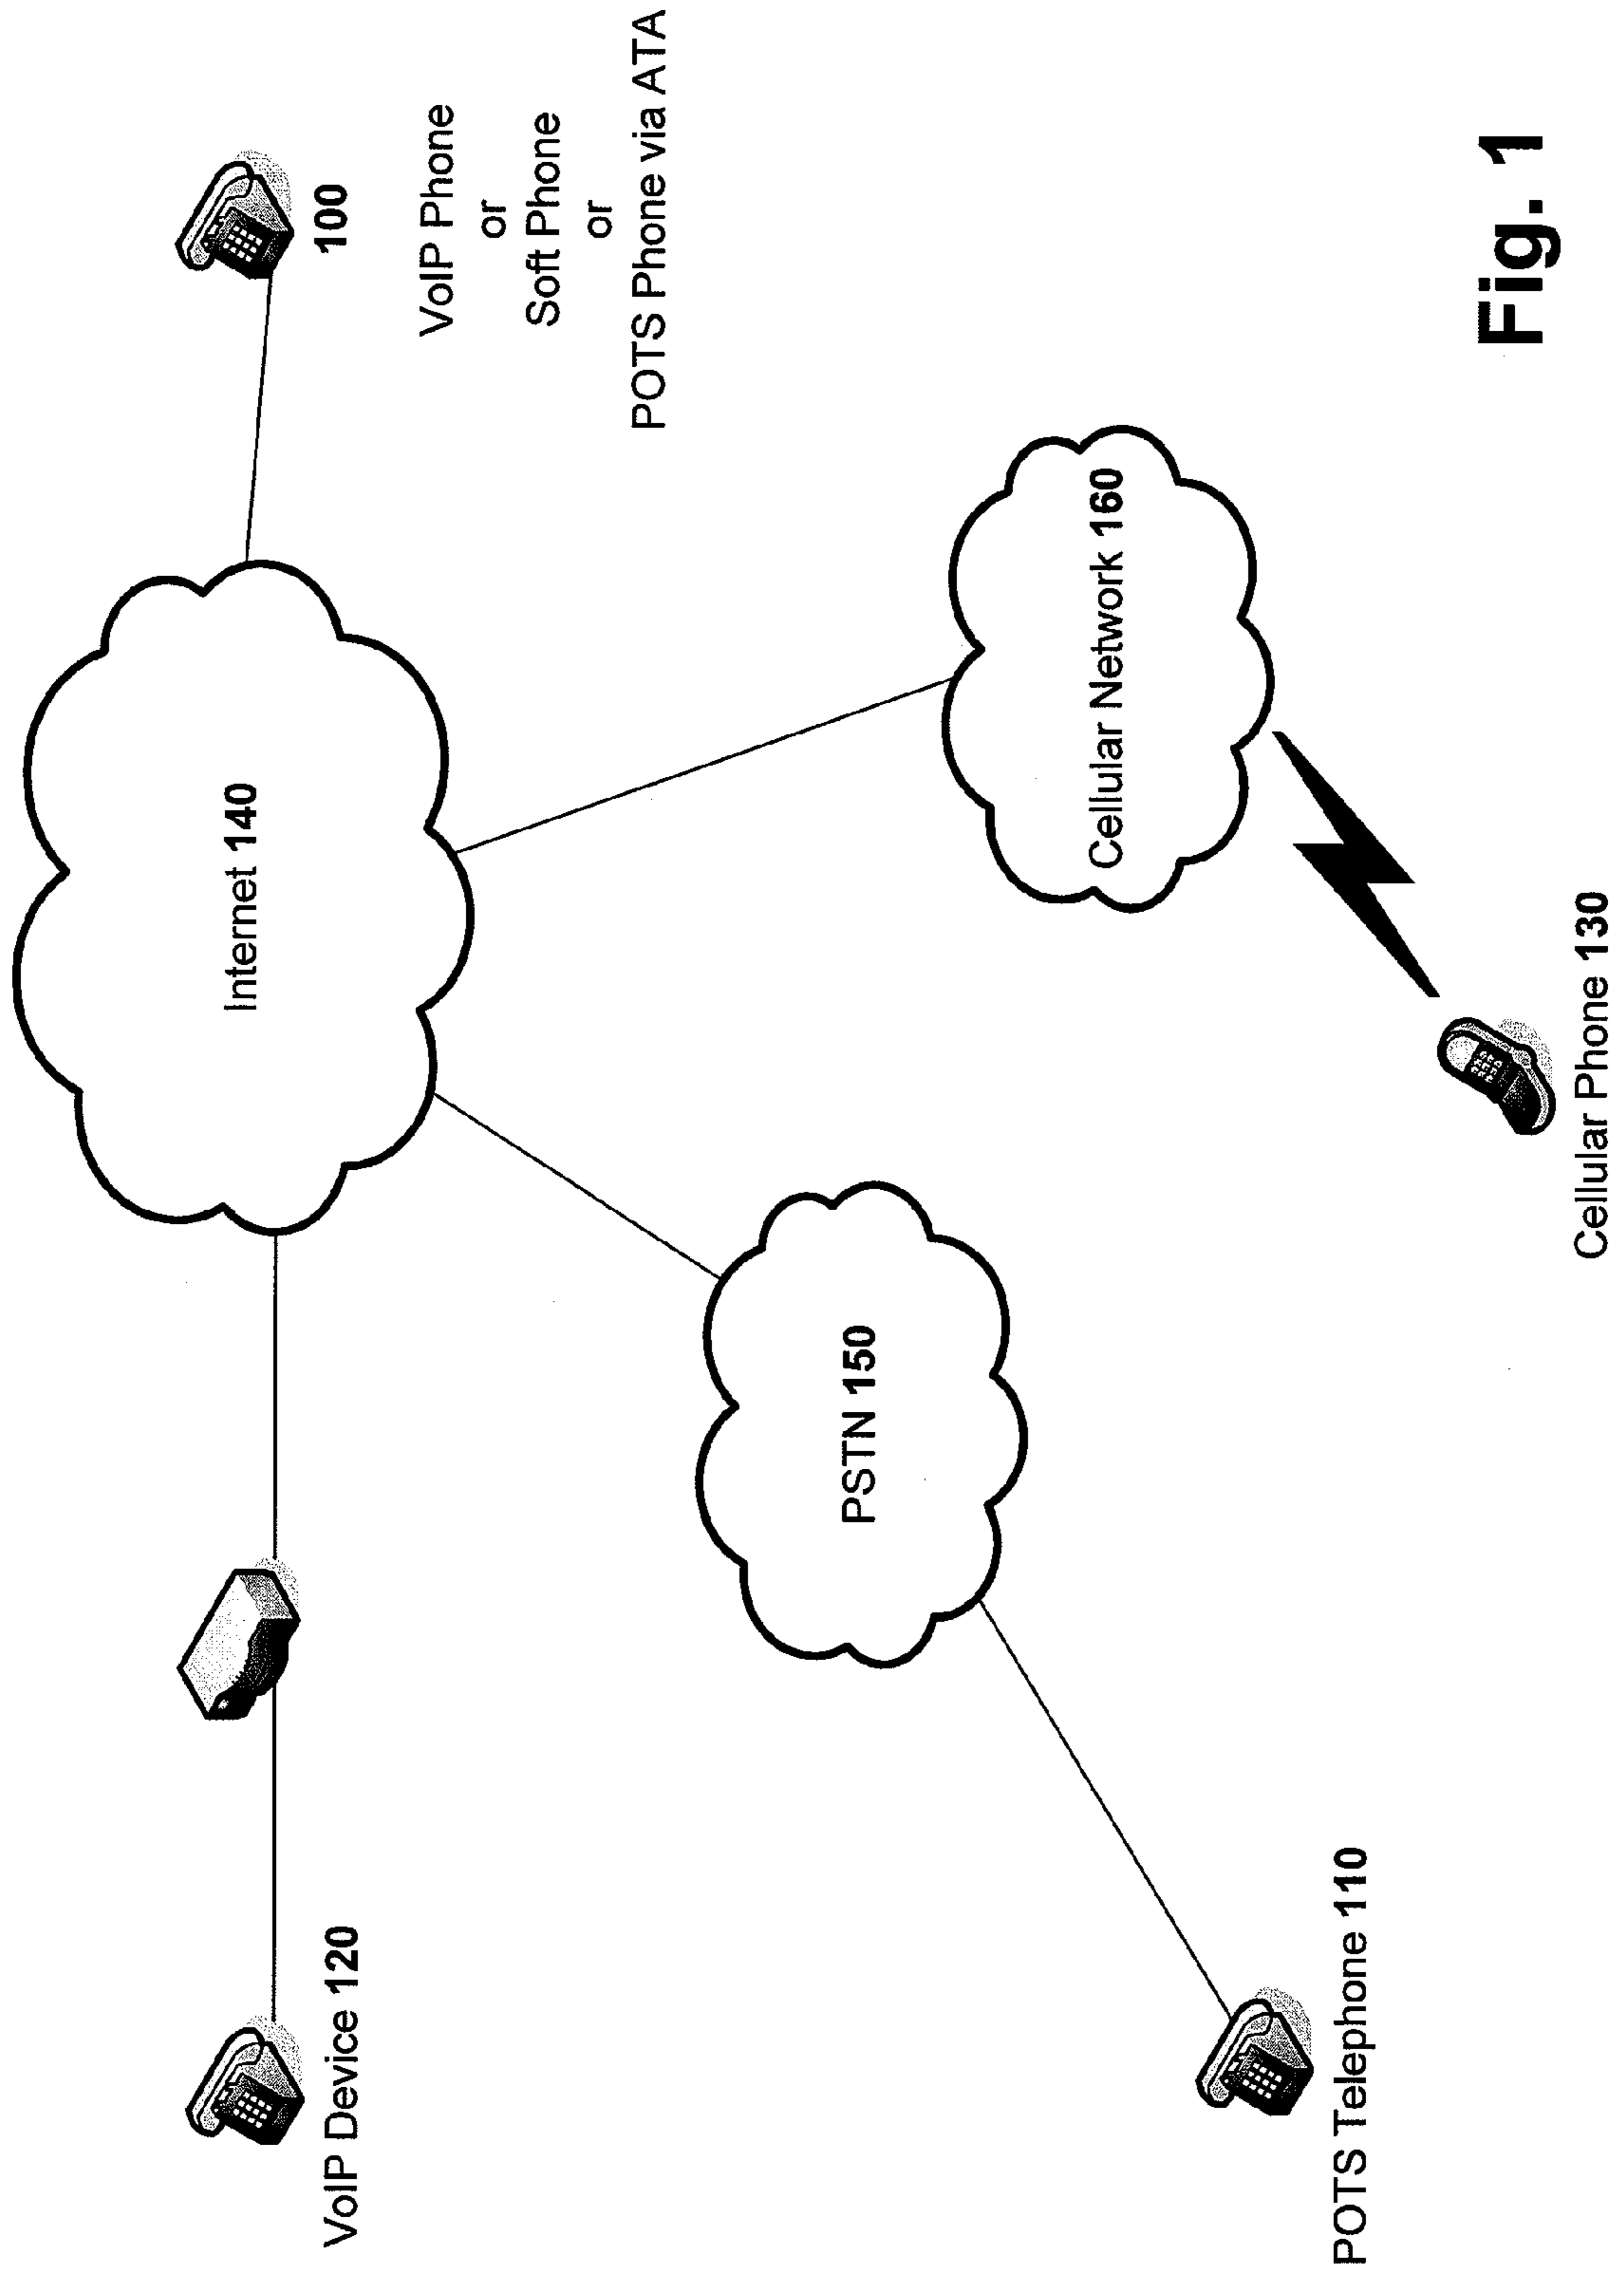 Internet 140
100
VoIP Phone
or
Soft Phone
or
POTS Phone via ATA
VoIP Device 120
PSTN 150
Cellular Network 160
POTS Telephone 110
Cellular Phone 130
Fig. 1